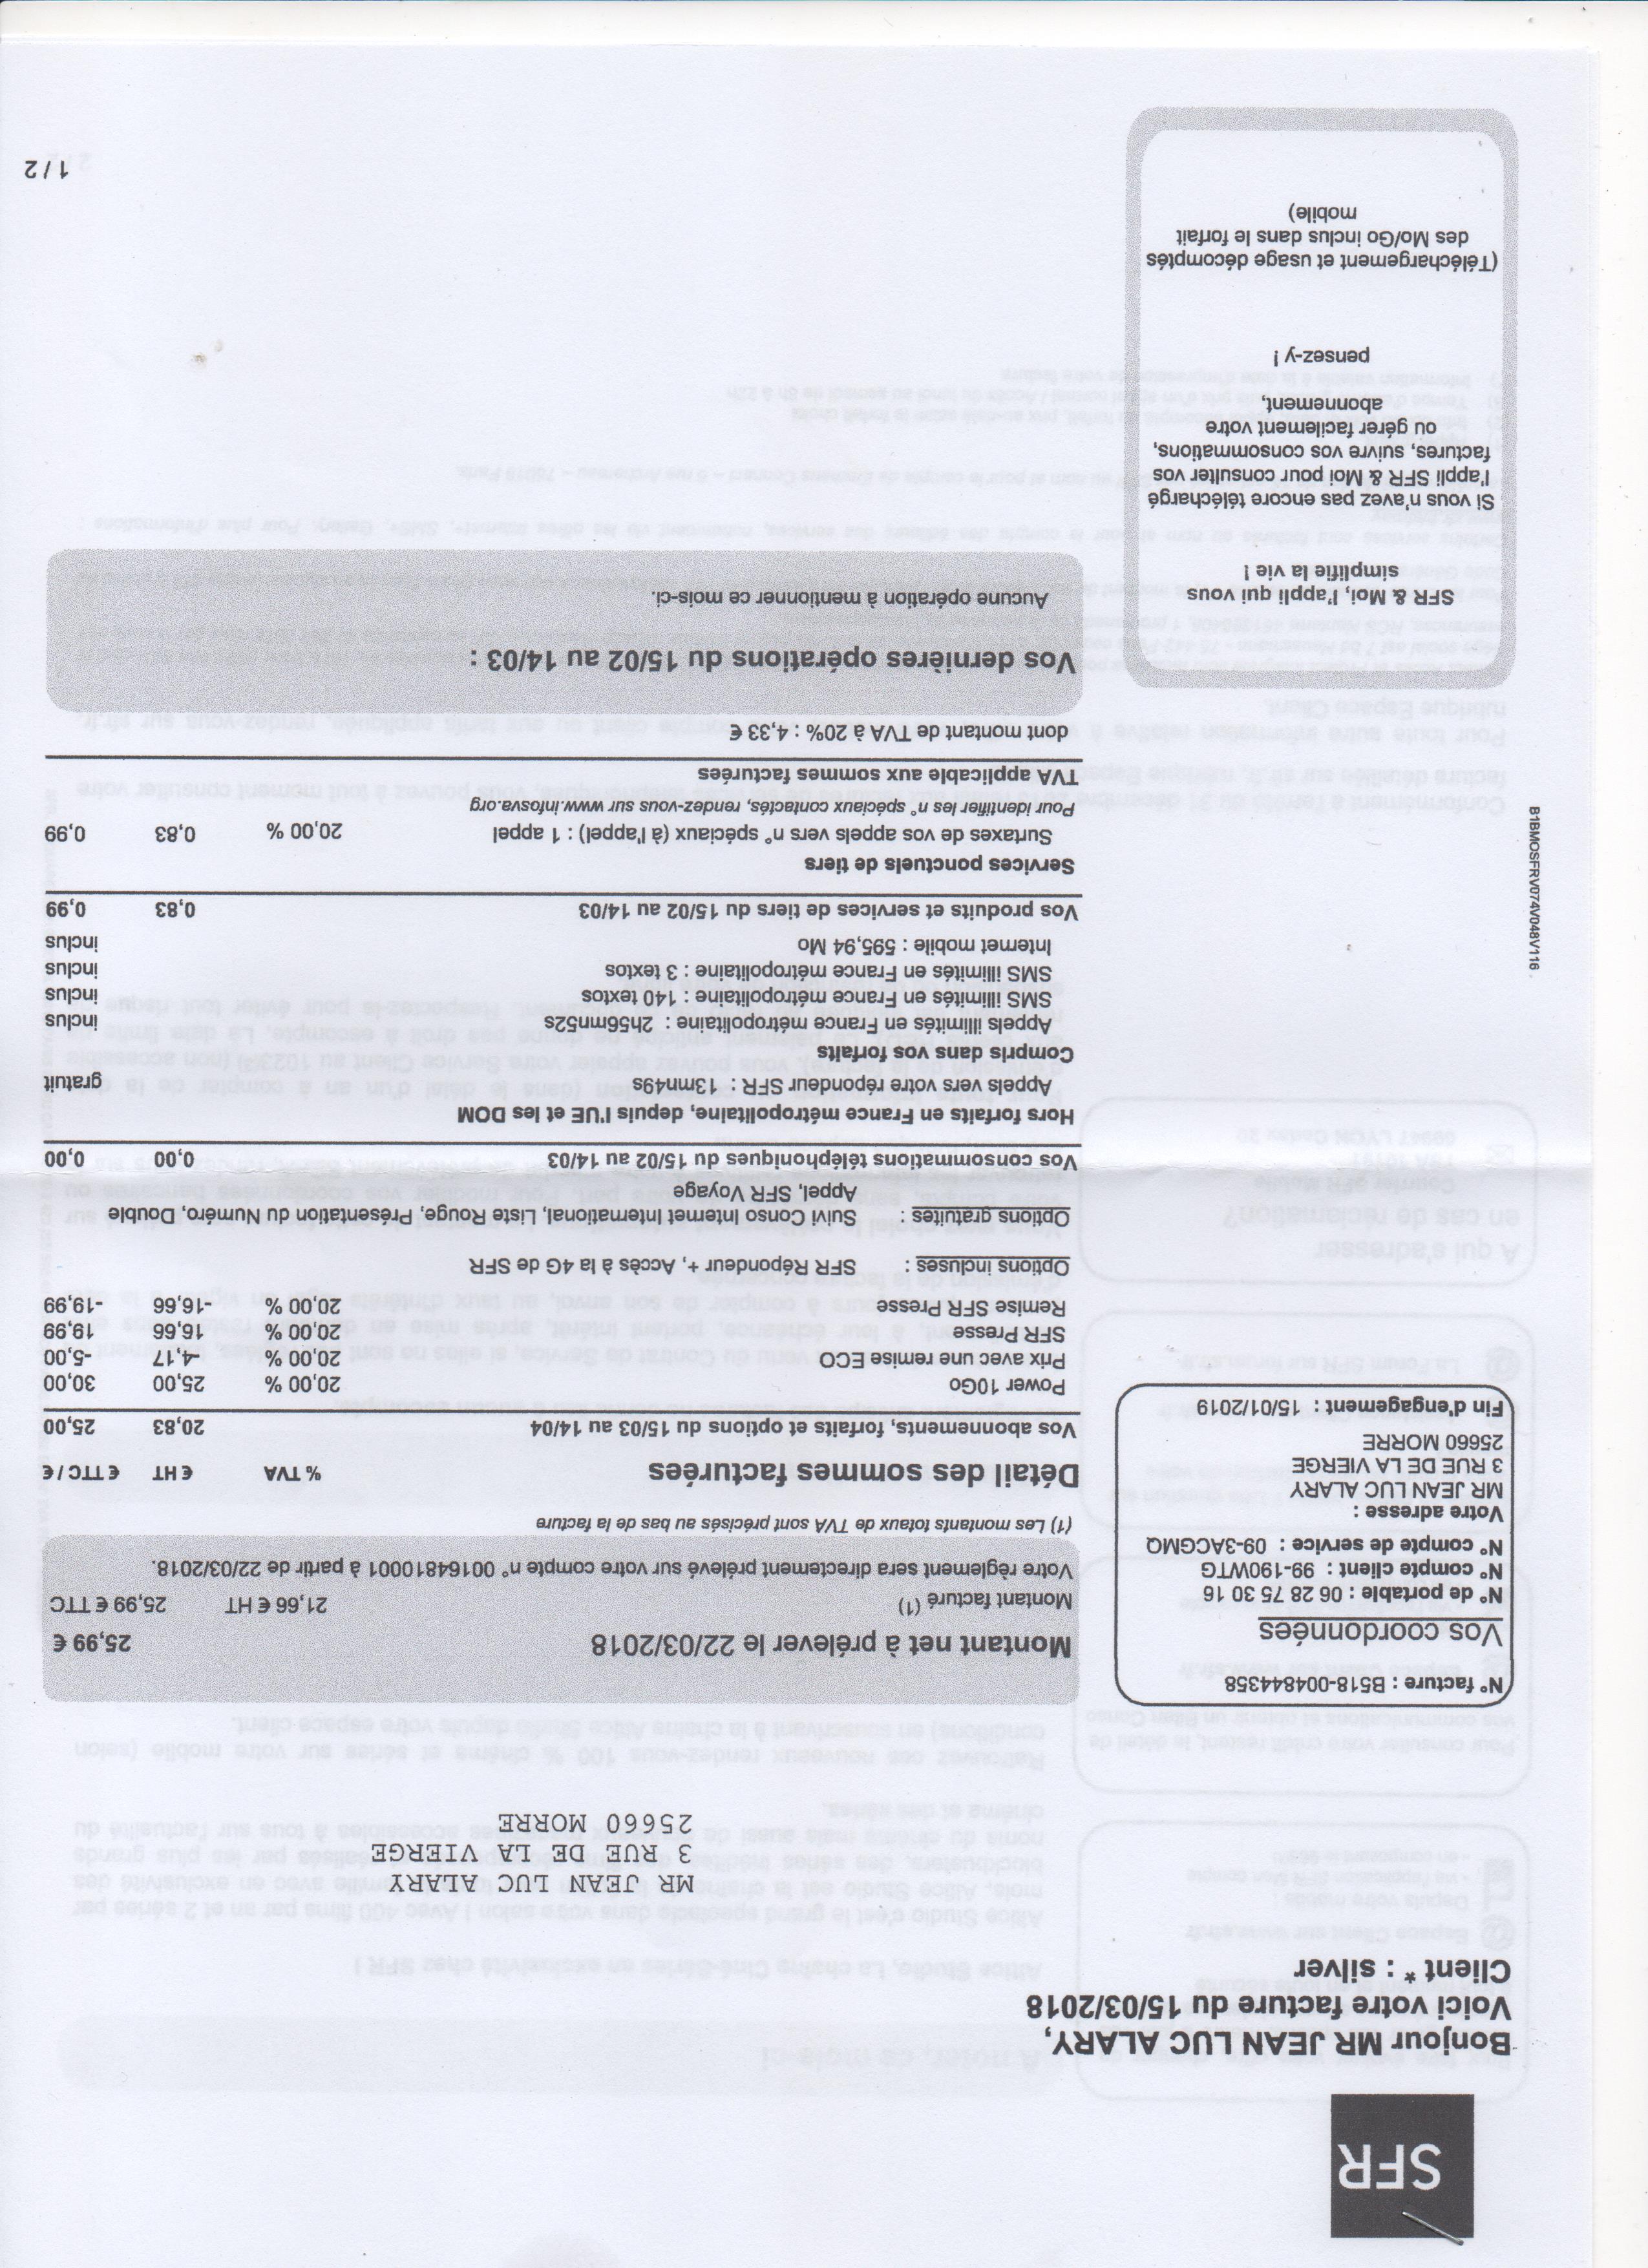 SFR
Bonjour MR JEAN LUC ALARY,
Voici votre facture du 15/03/2018
Client * : silver
MR JEAN LUC ALARY
3 RUE DE LA VIERGE
25660 MORRE
N° facture : B518-004844358
Vos coordonnées
N° de portable : 06 28 75 30 16
N° compte client : 99-190WTG
N° compte de service : 09-3ACGMQ
Votre adresse :
MR JEAN LUC ALARY
3 RUE DE LA VIERGE
25660 MORRE
Fin d'engagement : 15/01/2019
Montant net à prélever le 22/03/2018 25,99 €
Montant facturé (1) 21,66 € HT 25,99 € TTC
Votre règlement sera directement prélevé sur votre compte n° 00164810001 à partir de 22/03/2018.
(1) Les montants totaux de TVA sont précisés au bas de la facture
Détail des sommes facturées % TVA € HT € TTC / €
Vos abonnements, forfaits et options du 15/03 au 14/04 20,83 25,00
Power 10Go 20,00 % 25,00 30,00
Prix avec une remise ECO 20,00 % -4,17 -5,00
SFR Presse 20,00 % 16,66 19,99
Remise SFR Presse 20,00 % -16,66 -19,99
Options incluses : SFR Répondeur +, Accès à la 4G de SFR
Options gratuites : Suivi Conso Internet International, Liste Rouge, Présentation du Numéro, Double
Appel, SFR Voyage
Vos consommations téléphoniques du 15/02 au 14/03 0,00 0,00
Hors forfaits en France métropolitaine, depuis l'UE et les DOM
Appels vers votre répondeur SFR : 13mn49s gratuit
Compris dans vos forfaits
Appels illimités en France métropolitaine : 2h56mn52s inclus
SMS illimités en France métropolitaine : 140 textos inclus
SMS illimités en France métropolitaine : 3 textos inclus
Internet mobile : 595,94 Mo inclus
Vos produits et services de tiers du 15/02 au 14/03 0,83 0,99
Services ponctuels de tiers
Surtaxes de vos appels vers n° spéciaux (à l'appel) : 1 appel 20,00 % 0,83 0,99
Pour identifier les n° spéciaux contactés, rendez-vous sur www.infosva.org
TVA applicable aux sommes facturées
dont montant de TVA à 20% : 4,33 €
Vos dernières opérations du 15/02 au 14/03 :
Aucune opération à mentionner ce mois-ci.
B1BMOSFRV074V048V116
SFR & Moi, l'appli qui vous
simplifie la vie !
Si vous n'avez pas encore téléchargé
l'appli SFR & Moi pour consulter vos
factures, suivre vos consommations,
ou gérer facilement votre
abonnement,
pensez-y !
(Téléchargement et usage décomptés
des Mo/Go inclus dans le forfait
mobile)
1 / 2